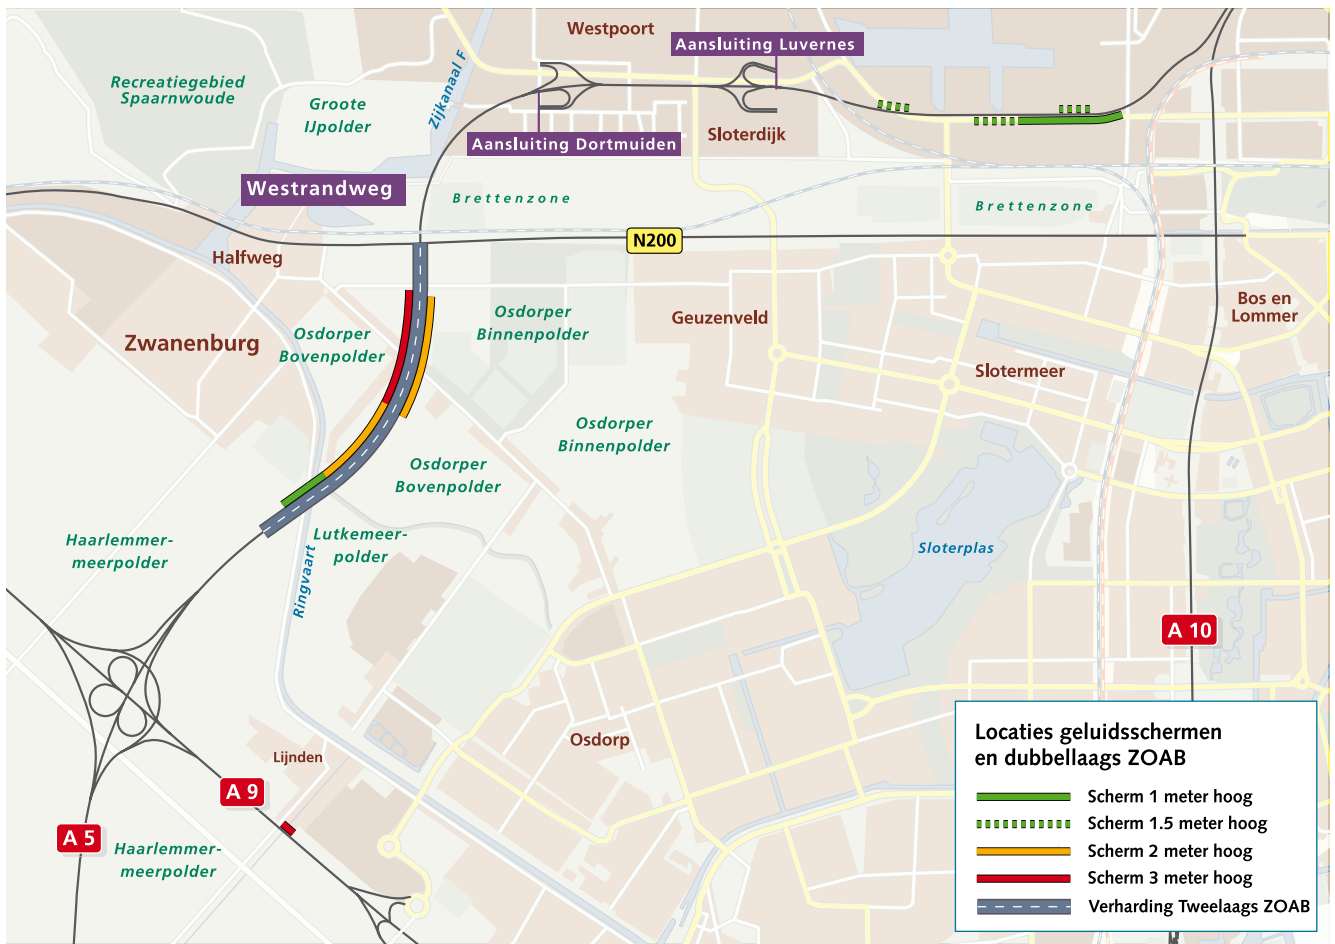 Westpoort
Aansluiting Luvernes
Recreatiegebied
Spaarnwoude
Groote
IJpolder
Zijkanaal F
Aansluiting Dortmuiden
Sloterdijk
Westrandweg
Brettenzone
Brettenzone
N200
Halfweg
Zwanenburg
Osdorper
Bovenpolder
Osdorper
Binnenpolder
Geuzenveld
Bos en
Lommer
Slotermeer
Osdorper
Binnenpolder
Osdorper
Bovenpolder
Haarlemmer-
meerpolder
Lutkemeer-
polder
Ringvaart
Sloterplas
A 10
Osdorp
Lijnden
A 9
A 5
Haarlemmer-
meerpolder
Locaties geluidsschermen
en dubbellaags ZOAB
Scherm 1 meter hoog
Scherm 1.5 meter hoog
Scherm 2 meter hoog
Scherm 3 meter hoog
Verharding Tweelaags ZOAB